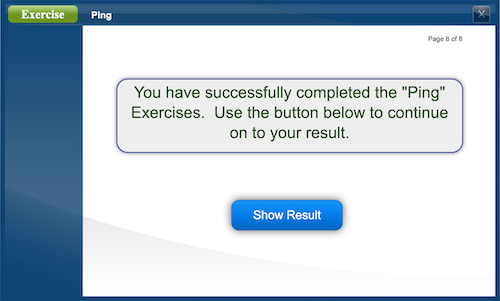 Exercise
Ping
X
Page 8 of 8
You have successfully completed the "Ping"
Exercises. Use the button below to continue
on to your result.
Show Result